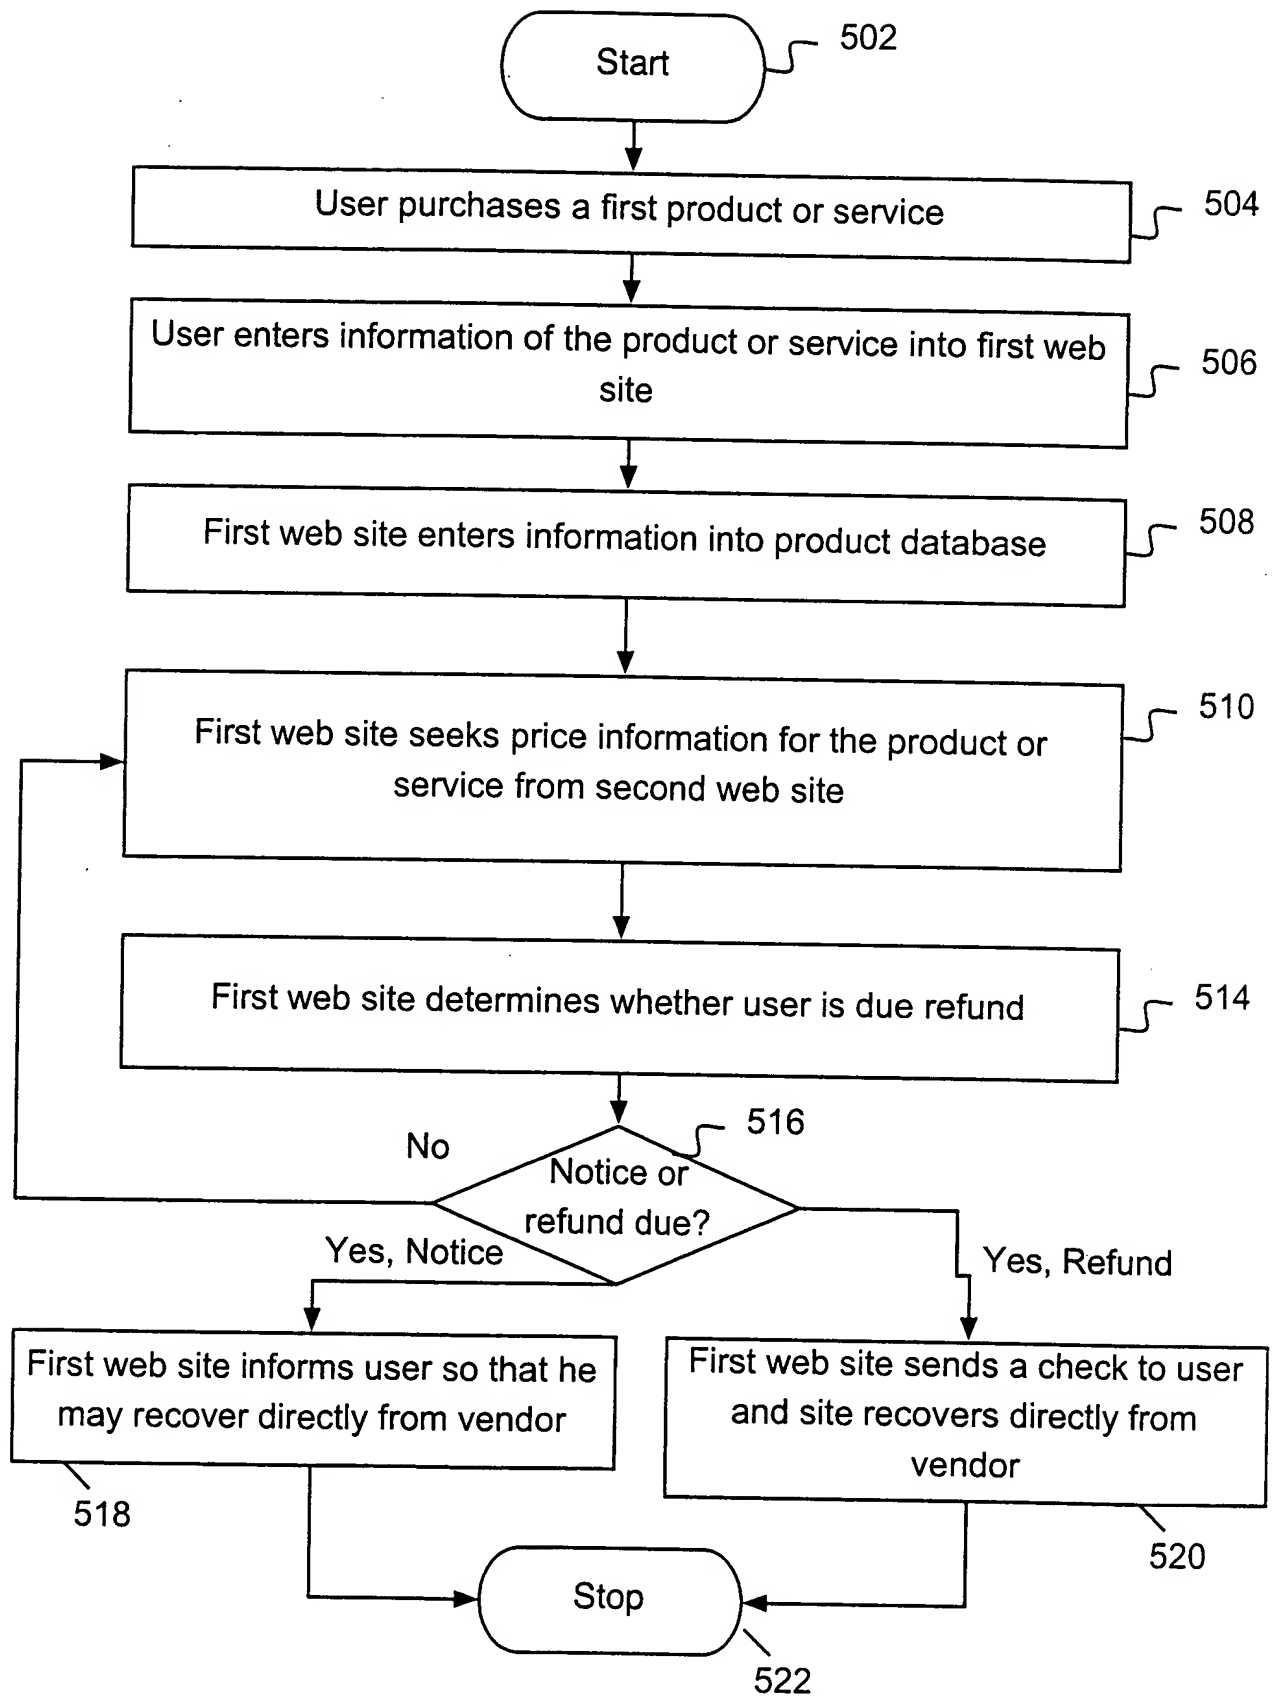 Start
502
User purchases a first product or service
504
User enters information of the product or service into first web
site
506
First web site enters information into product database
508
First web site seeks price information for the product or
service from second web site
510
First web site determines whether user is due refund
514
516
No
Notice or
refund due?
Yes, Notice
Yes, Refund
First web site informs user so that he
may recover directly from vendor
518
First web site sends a check to user
and site recovers directly from
vendor
520
Stop
522